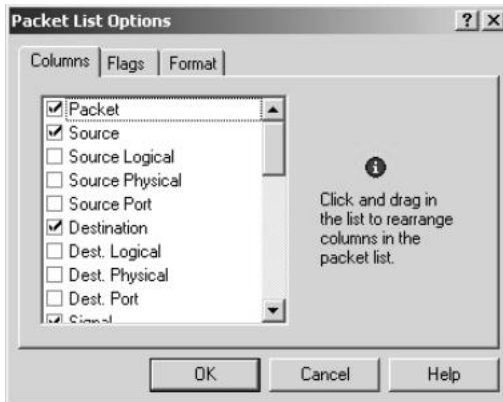 Packet List Options
Columns
Flags
Format
Packet
Source
Source Logical
Source Physical
Source Port
Destination
Dest. Logical
Dest. Physical
Dest. Port
Signal
Click and drag in
the list to rearrange
columns in the
packet list.
OK
Cancel
Help